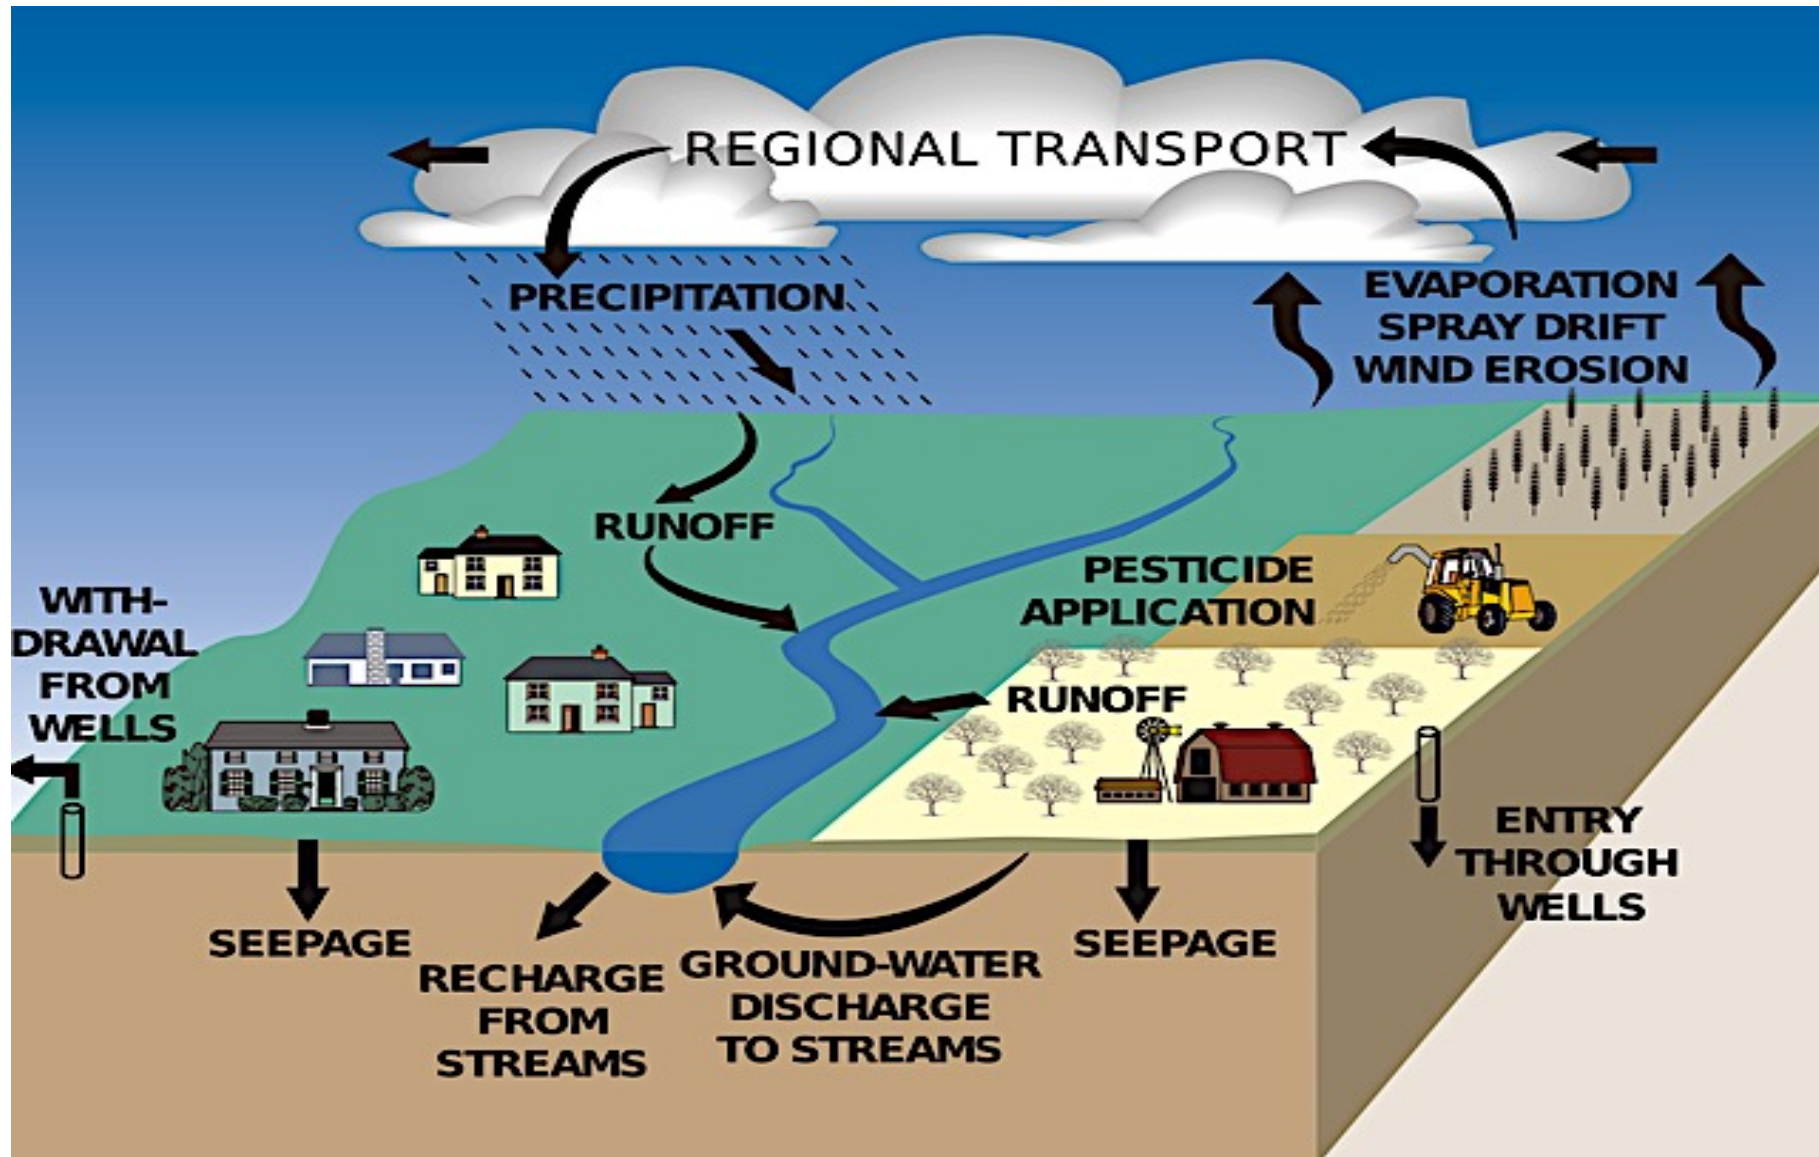 REGIONAL TRANSPORT
PRECIPITATION
EVAPORATION
SPRAY DRIFT
WIND EROSION
RUNOFF
PESTICIDE
APPLICATION
WITH-
DRAWAL
FROM
WELLS
RUNOFF
ENTRY
THROUGH
WELLS
SEEPAGE
RECHARGE
FROM
STREAMS
GROUND-WATER
DISCHARGE
TO STREAMS
SEEPAGE